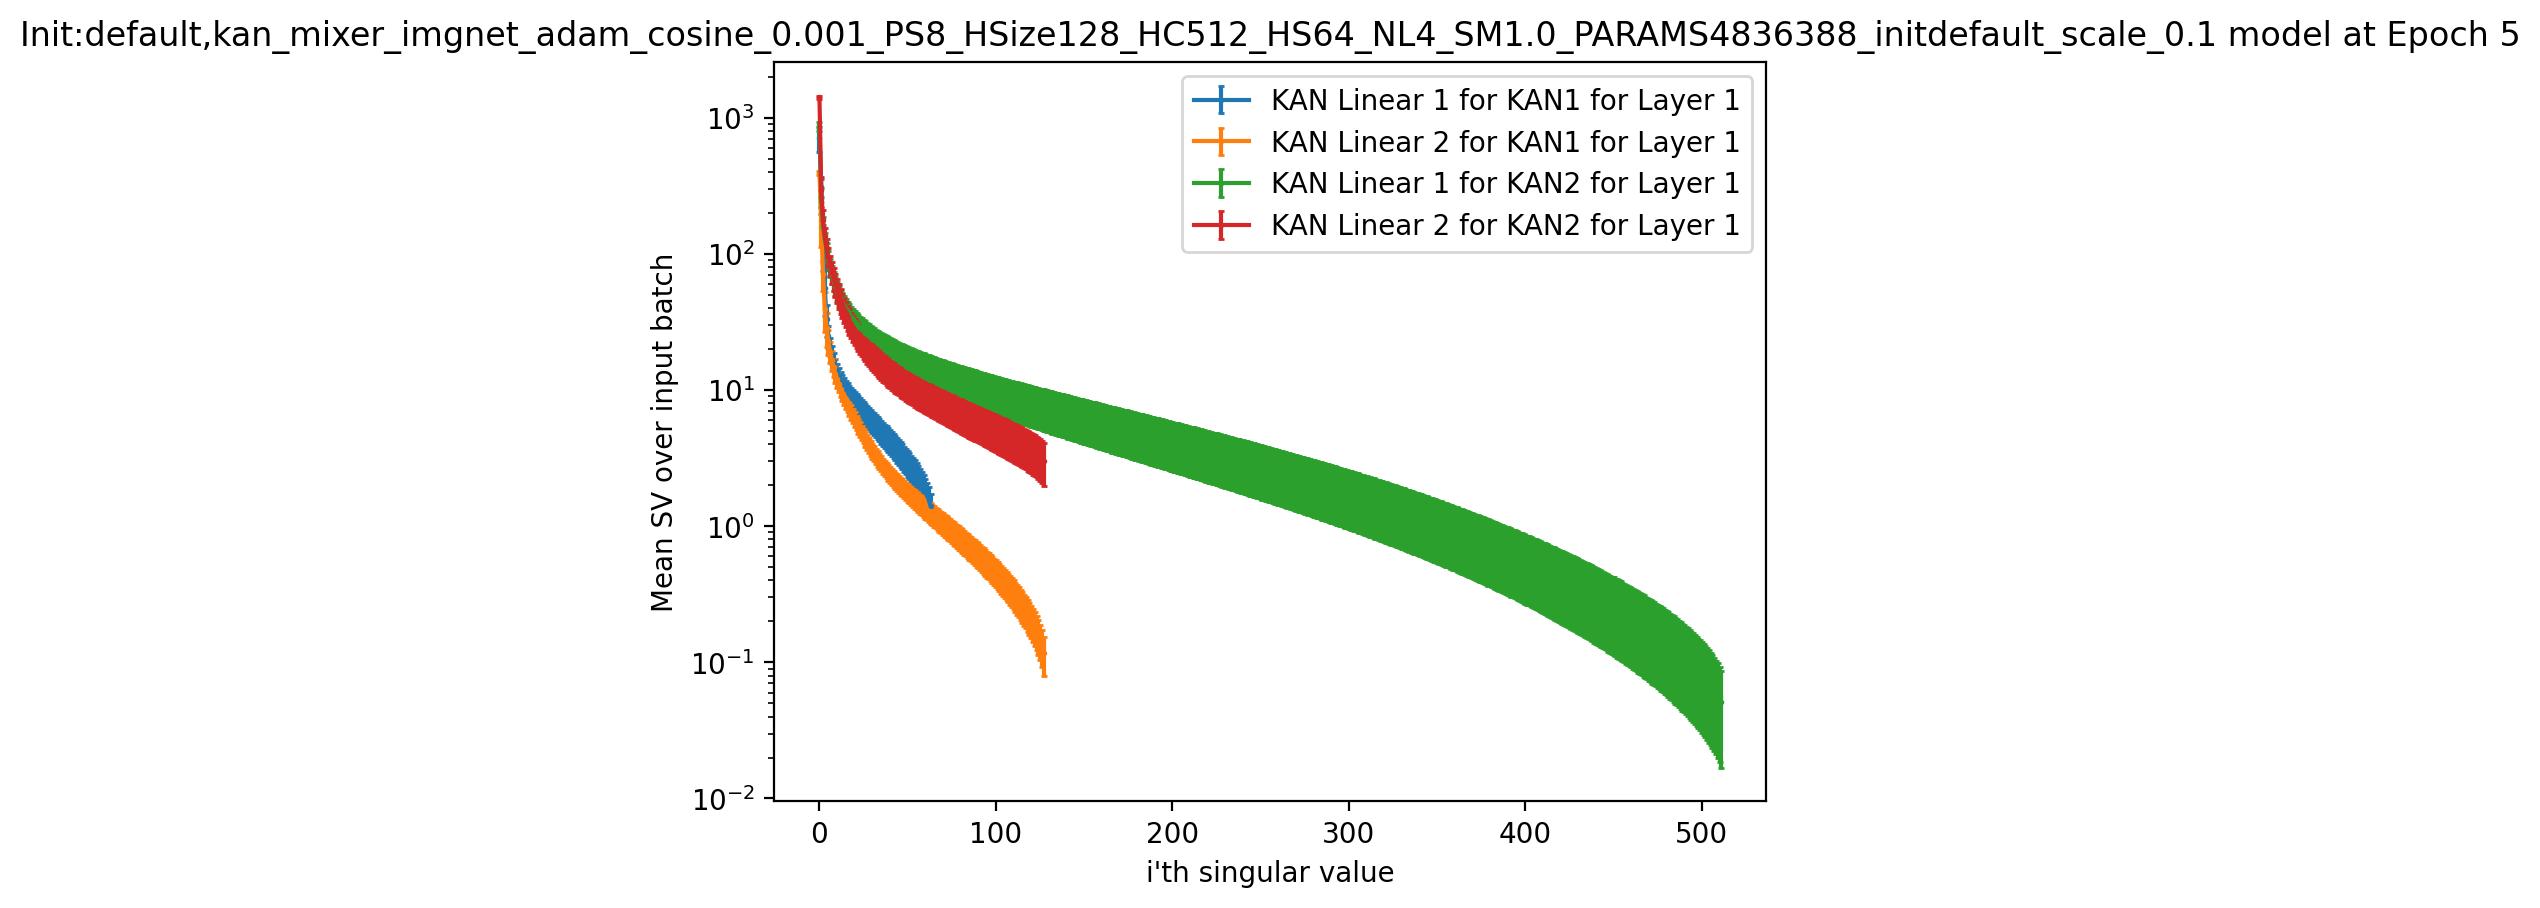 Init:default,kan_mixer_imgnet_adam_cosine_0.001_PS8_HSize128_HC512_HS64_NL4_SM1.0_PARAMS4836388_initdefault_scale_0.1 model at Epoch 5
KAN Linear 1 for KAN1 for Layer 1
KAN Linear 2 for KAN1 for Layer 1
KAN Linear 1 for KAN2 for Layer 1
KAN Linear 2 for KAN2 for Layer 1
Mean SV over input batch
10³
10²
10¹
10⁰
10⁻¹
10⁻²
0 100 200 300 400 500
i'th singular value